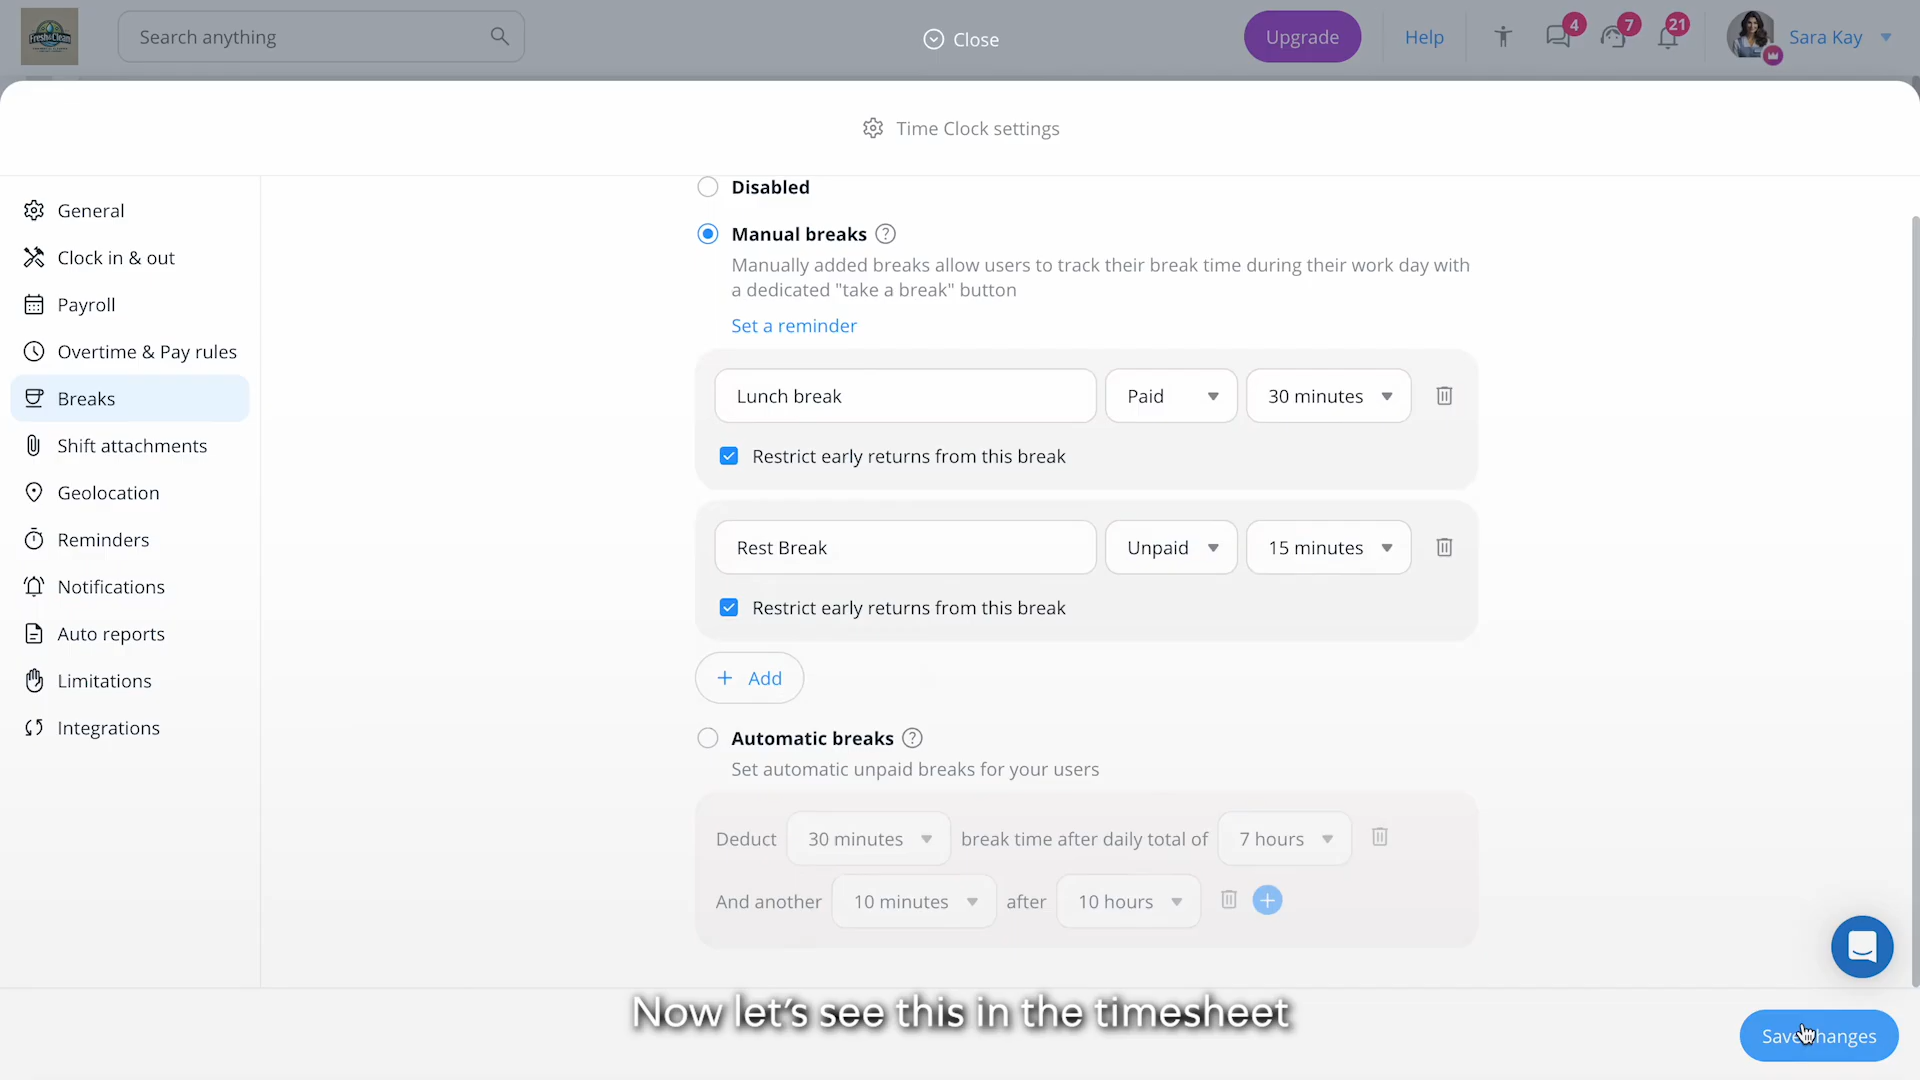 Fresh & Clean
Search anything
Close
Upgrade
Help
4
7
21
Sara Kay
Time Clock settings
General
Clock in & out
Payroll
Overtime & Pay rules
Breaks
Shift attachments
Geolocation
Reminders
Notifications
Auto reports
Limitations
Integrations
Disabled
Manual breaks ?
Manually added breaks allow users to track their break time during their work day with
a dedicated "take a break" button
Set a reminder
Lunch break Paid 30 minutes
Restrict early returns from this break
Rest Break Unpaid 15 minutes
Restrict early returns from this break
+ Add
Automatic breaks ?
Set automatic unpaid breaks for your users
Deduct 30 minutes break time after daily total of 7 hours
And another 10 minutes after 10 hours
Now let's see this in the timesheet
Save changes